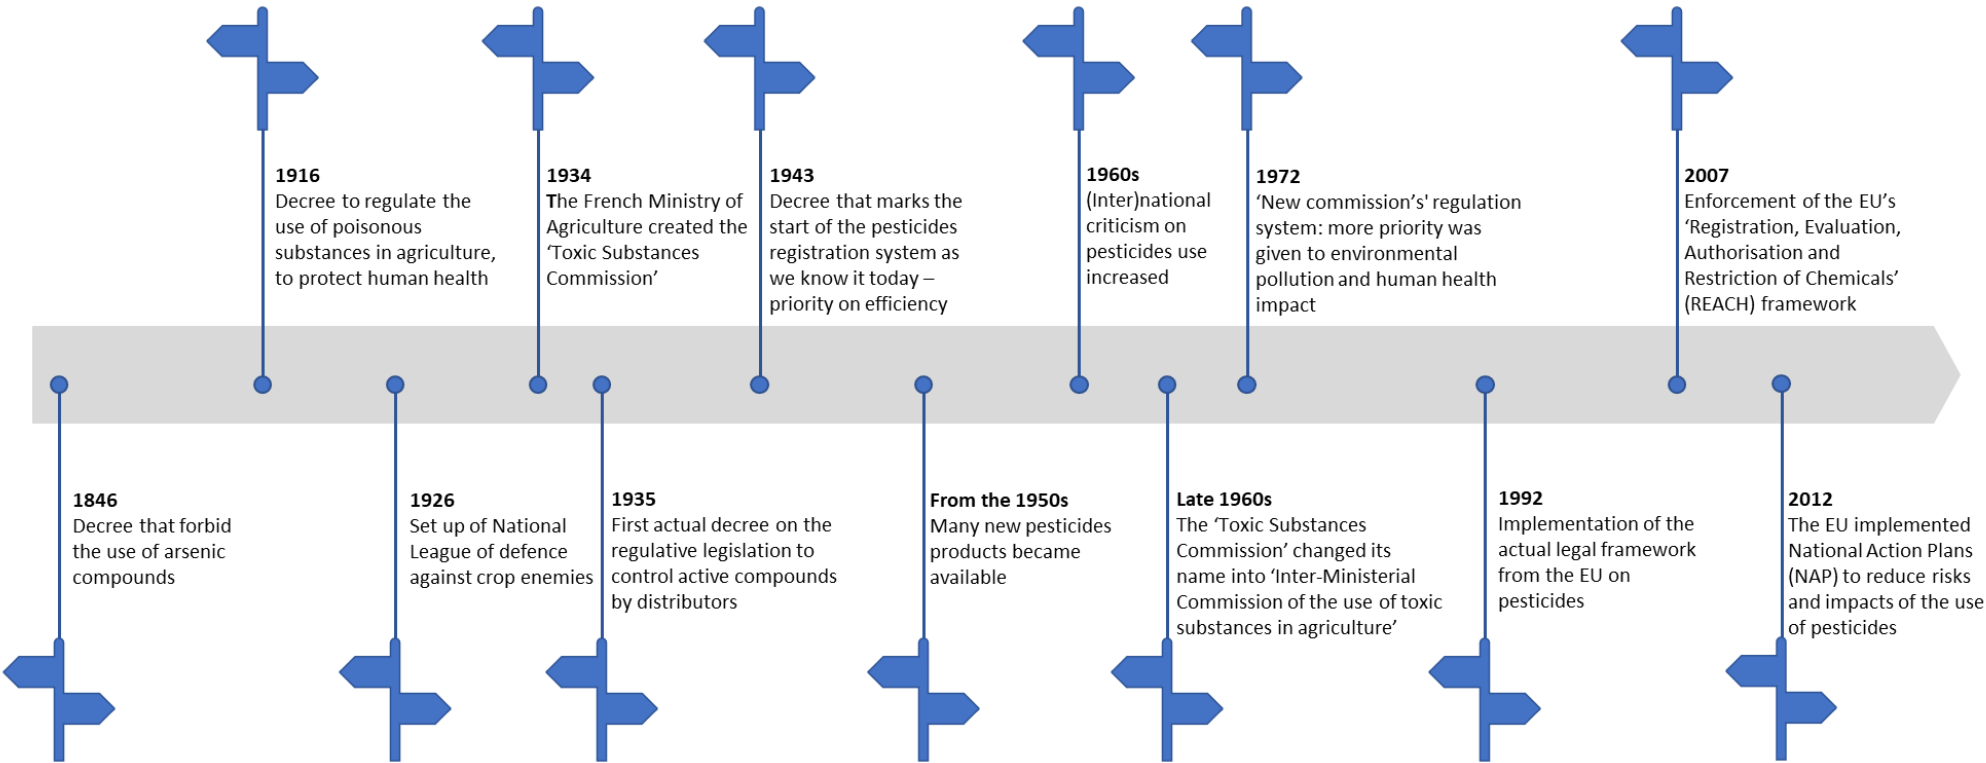 1916
Decree to regulate the
use of poisonous
substances in agriculture,
to protect human health
1934
The French Ministry of
Agriculture created the
‘Toxic Substances
Commission’
1943
Decree that marks the
start of the pesticides
registration system as
we know it today –
priority on efficiency
1960s
(Inter)national
criticism on
pesticides use
increased
1972
‘New commission’s' regulation
system: more priority was
given to environmental
pollution and human health
impact
2007
Enforcement of the EU’s
‘Registration, Evaluation,
Authorisation and
Restriction of Chemicals’
(REACH) framework
1846
Decree that forbid
the use of arsenic
compounds
1926
Set up of National
League of defence
against crop enemies
1935
First actual decree on the
regulative legislation to
control active compounds
by distributors
From the 1950s
Many new pesticides
products became
available
Late 1960s
The ‘Toxic Substances
Commission’ changed its
name into ‘Inter-Ministerial
Commission of the use of toxic
substances in agriculture’
1992
Implementation of the
actual legal framework
from the EU on
pesticides
2012
The EU implemented
National Action Plans
(NAP) to reduce risks
and impacts of the use
of pesticides